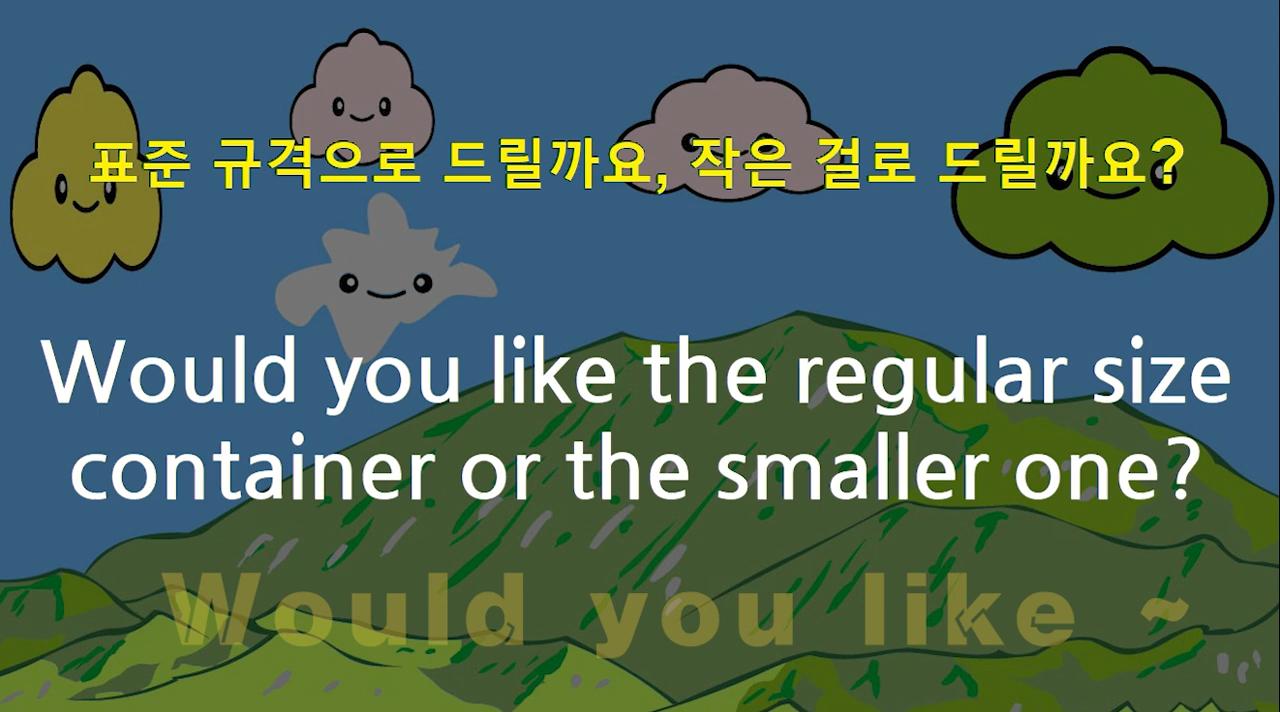 표준 규격으로 드릴까요, 작은 걸로 드릴까요?
Would you like the regular size
container or the smaller one?
Would you like ~